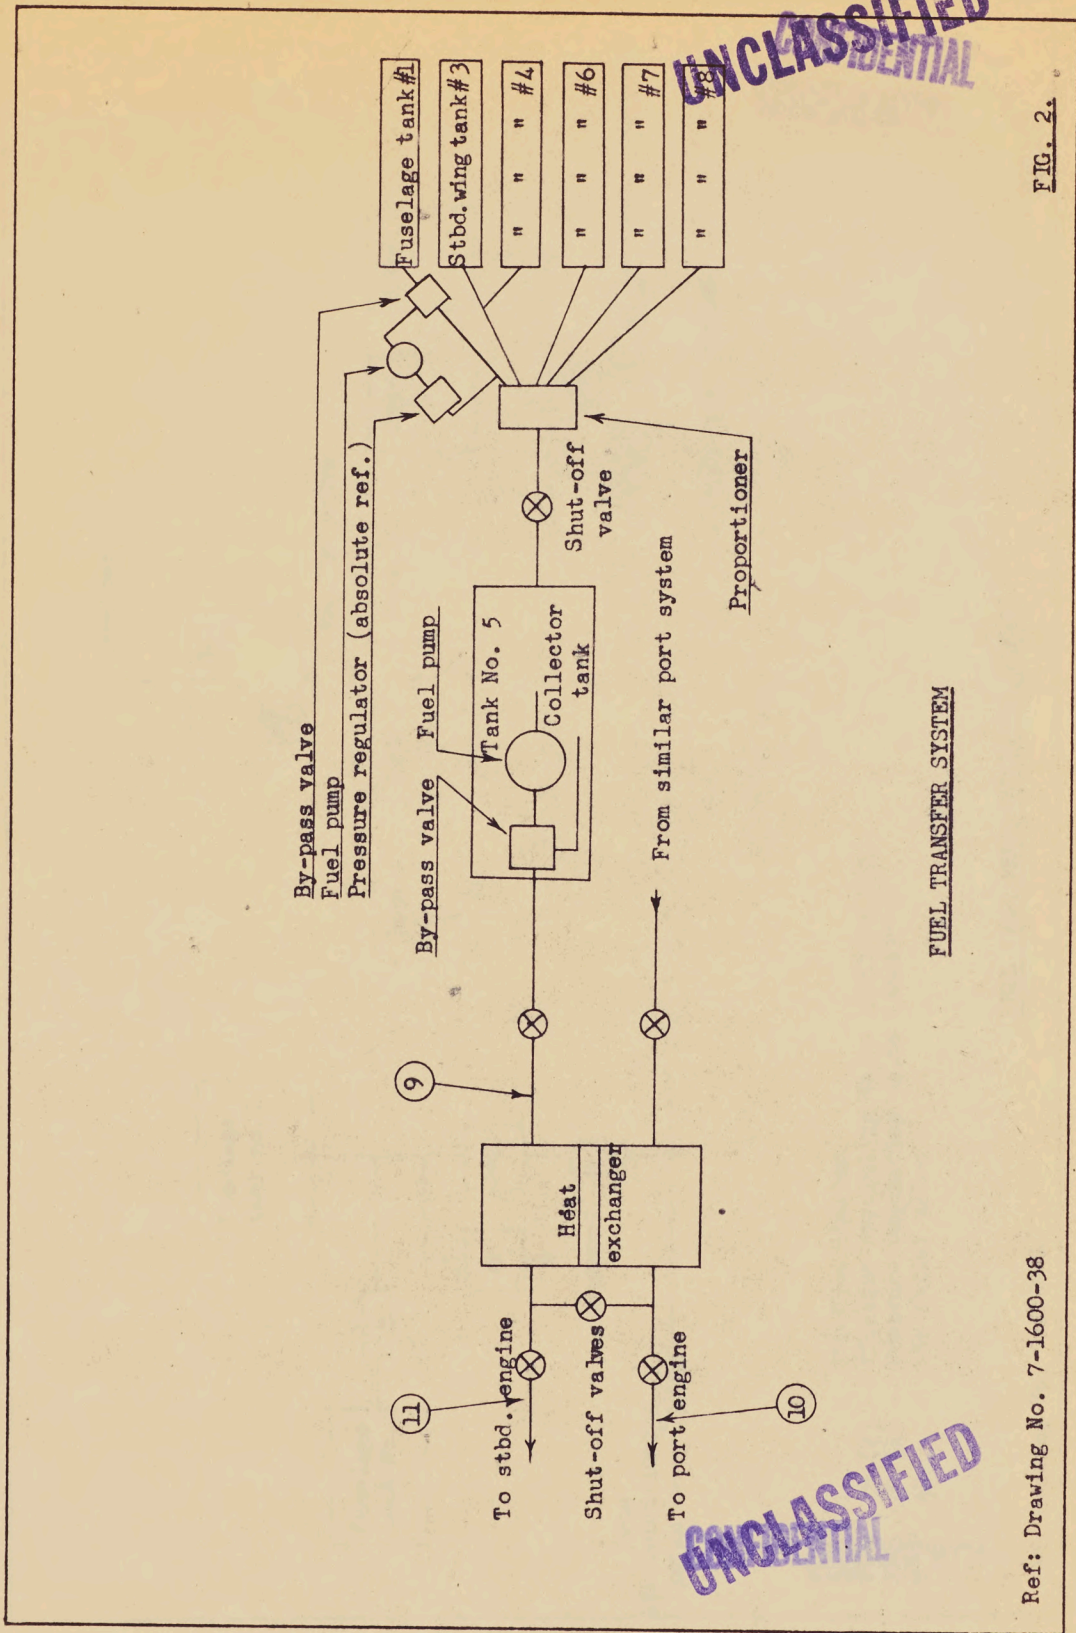 UNCLASSIFIED
CONFIDENTIAL
FIG. 2.
Fuselage tank#1
Stbd.wing tank#3
" " " #4
" " " #6
" " " #7
" " " #8
By-pass valve
Fuel pump
Pressure regulator (absolute ref.)
Shut-off
valve
Proportioner
By-pass valve
Fuel pump
Tank No. 5
Collector
tank
From similar port system
9
Heat
exchanger
11
To stbd. engine
Shut-off valves
To port engine
10
FUEL TRANSFER SYSTEM
UNCLASSIFIED
CONFIDENTIAL
Ref: Drawing No. 7-1600-38